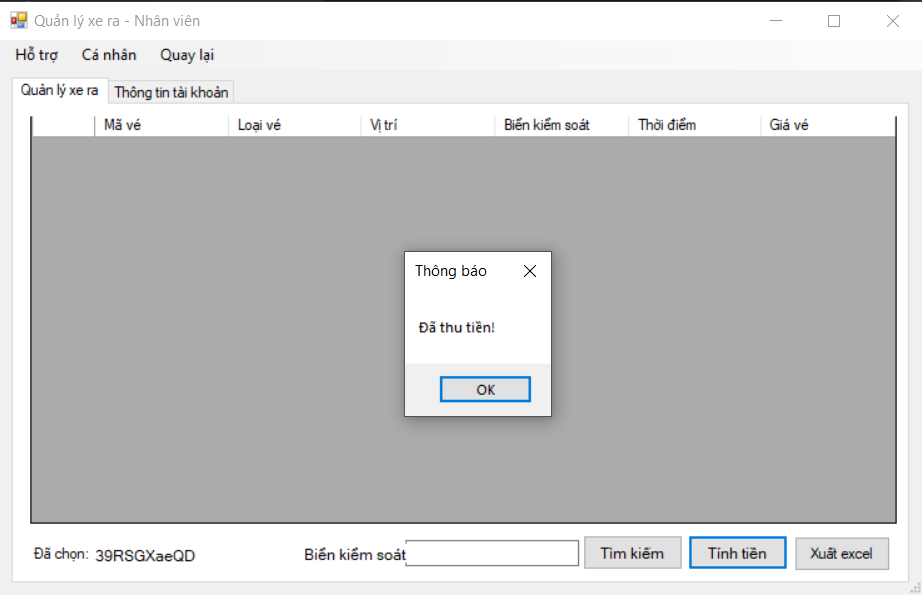 Quản lý xe ra - Nhân viên
Hỗ trợ Cá nhân Quay lại
Quản lý xe ra Thông tin tài khoản
Mã vé Loại vé Vị trí Biển kiểm soát Thời điểm Giá vé
Thông báo
Đã thu tiền!
OK
Đã chọn: 39RSGXaeQD Biển kiểm soát Tìm kiếm Tính tiền Xuất excel